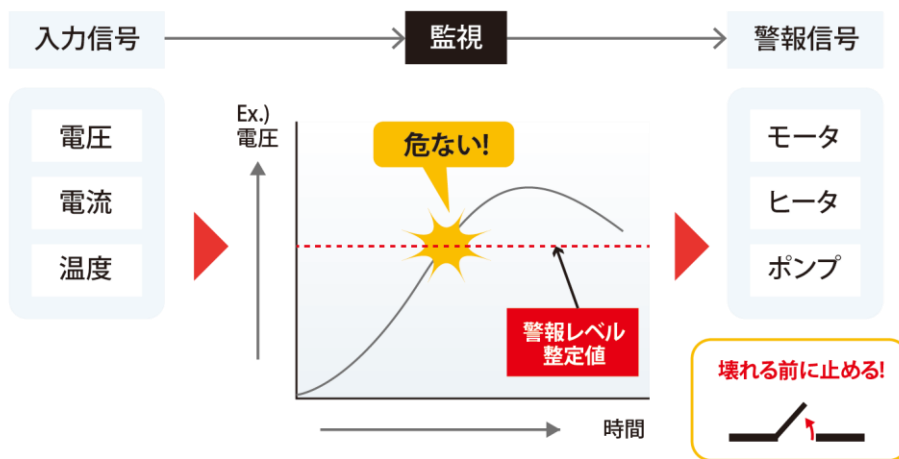 入力信号
監視
警報信号
電圧
電流
温度
Ex.)
電圧
危ない!
警報レベル
整定値
時間
モータ
ヒータ
ポンプ
壊れる前に止める!